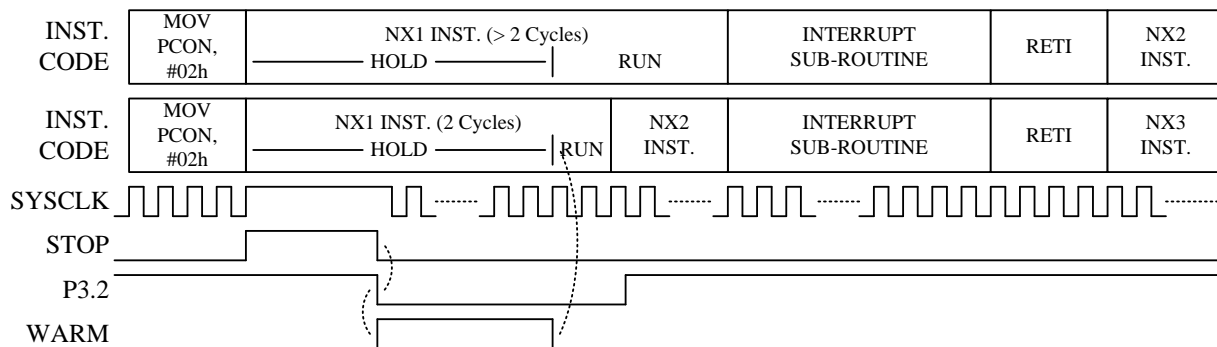 INST.
CODE
MOV
PCON,
#02h
NX1 INST. (> 2 Cycles)
HOLD
RUN
INTERRUPT
SUB-ROUTINE
RETI
NX2
INST.
INST.
CODE
MOV
PCON,
#02h
NX1 INST. (2 Cycles)
HOLD
RUN
NX2
INST.
INTERRUPT
SUB-ROUTINE
RETI
NX3
INST.
SYSCLK
STOP
P3.2
WARM